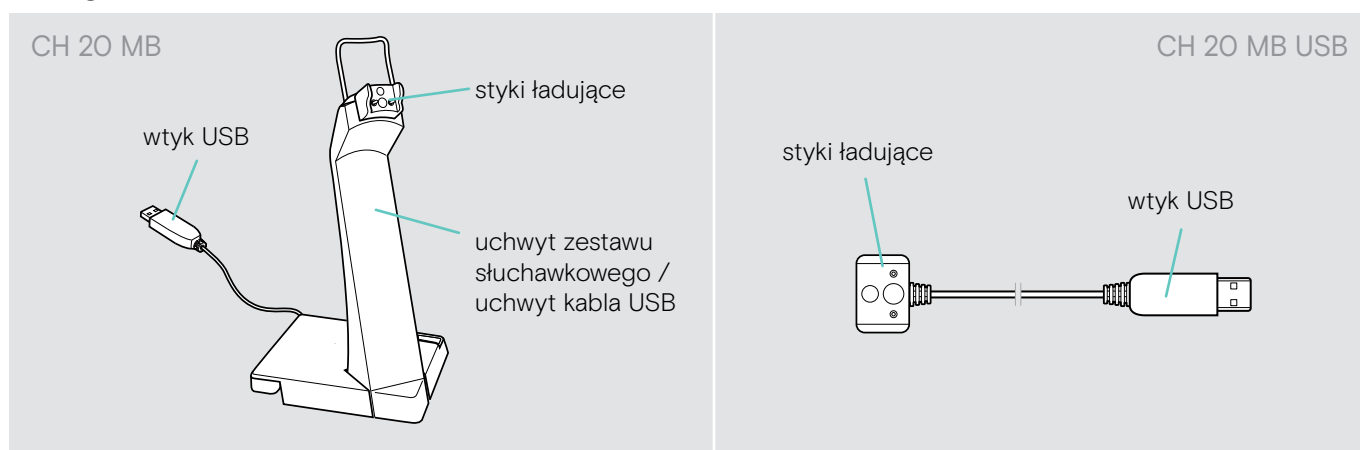 CH 20 MB
styki ładujące
wtyk USB
uchwyt zestawu
słuchawkowego /
uchwyt kabla USB
CH 20 MB USB
styki ładujące
wtyk USB